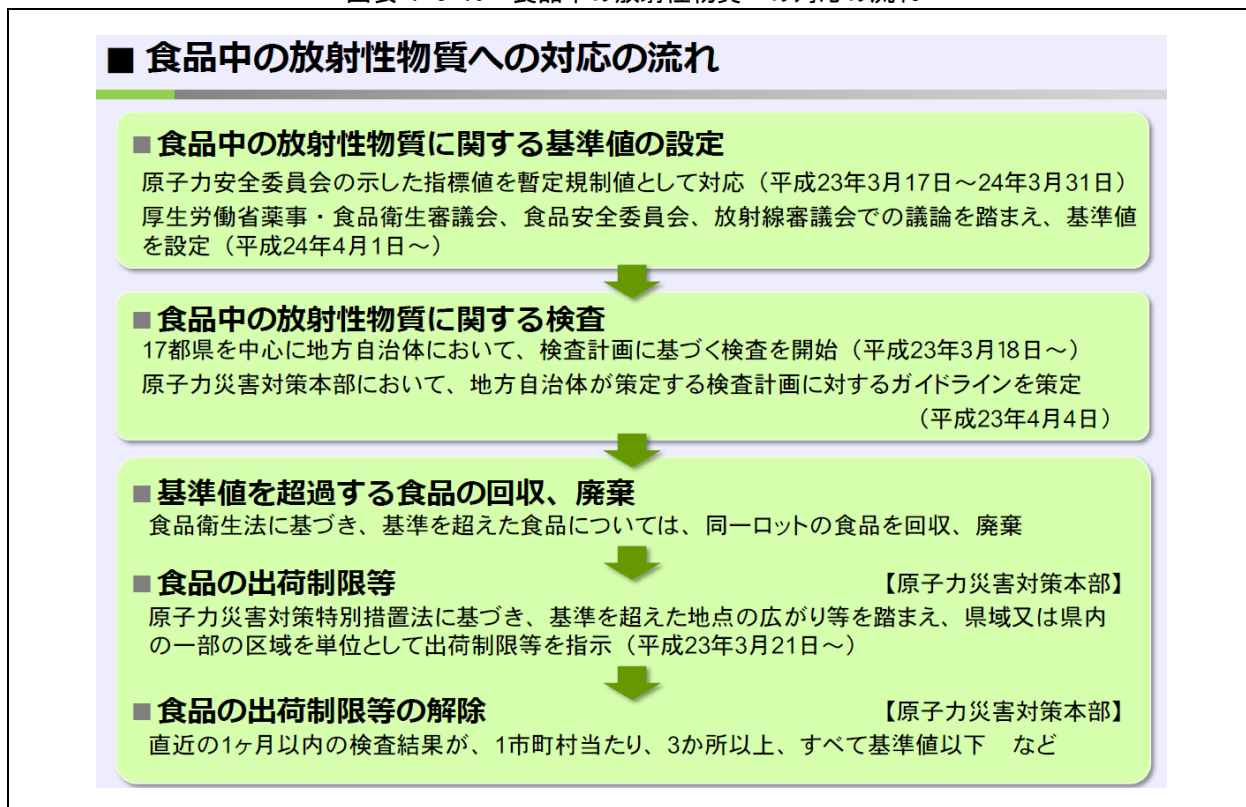 ■ 食品中の放射性物質への対応の流れ
■食品中の放射性物質に関する基準値の設定
原子力安全委員会の示した指標値を暫定規制値として対応（平成23年3月17日～24年3月31日）
厚生労働省薬事・食品衛生審議会、食品安全委員会、放射線審議会での議論を踏まえ、基準値
を設定（平成24年4月1日～）
■食品中の放射性物質に関する検査
17都県を中心に地方自治体において、検査計画に基づく検査を開始（平成23年3月18日～）
原子力災害対策本部において、地方自治体が策定する検査計画に対するガイドラインを策定
（平成23年4月4日）
■基準値を超過する食品の回収、廃棄
食品衛生法に基づき、基準を超えた食品については、同一ロットの食品を回収、廃棄
■食品の出荷制限等 【原子力災害対策本部】
原子力災害対策特別措置法に基づき、基準を超えた地点の広がり等を踏まえ、県域又は県内
の一部の区域を単位として出荷制限等を指示（平成23年3月21日～）
■食品の出荷制限等の解除 【原子力災害対策本部】
直近の1ヶ月以内の検査結果が、1市町村当たり、3か所以上、すべて基準値以下　など